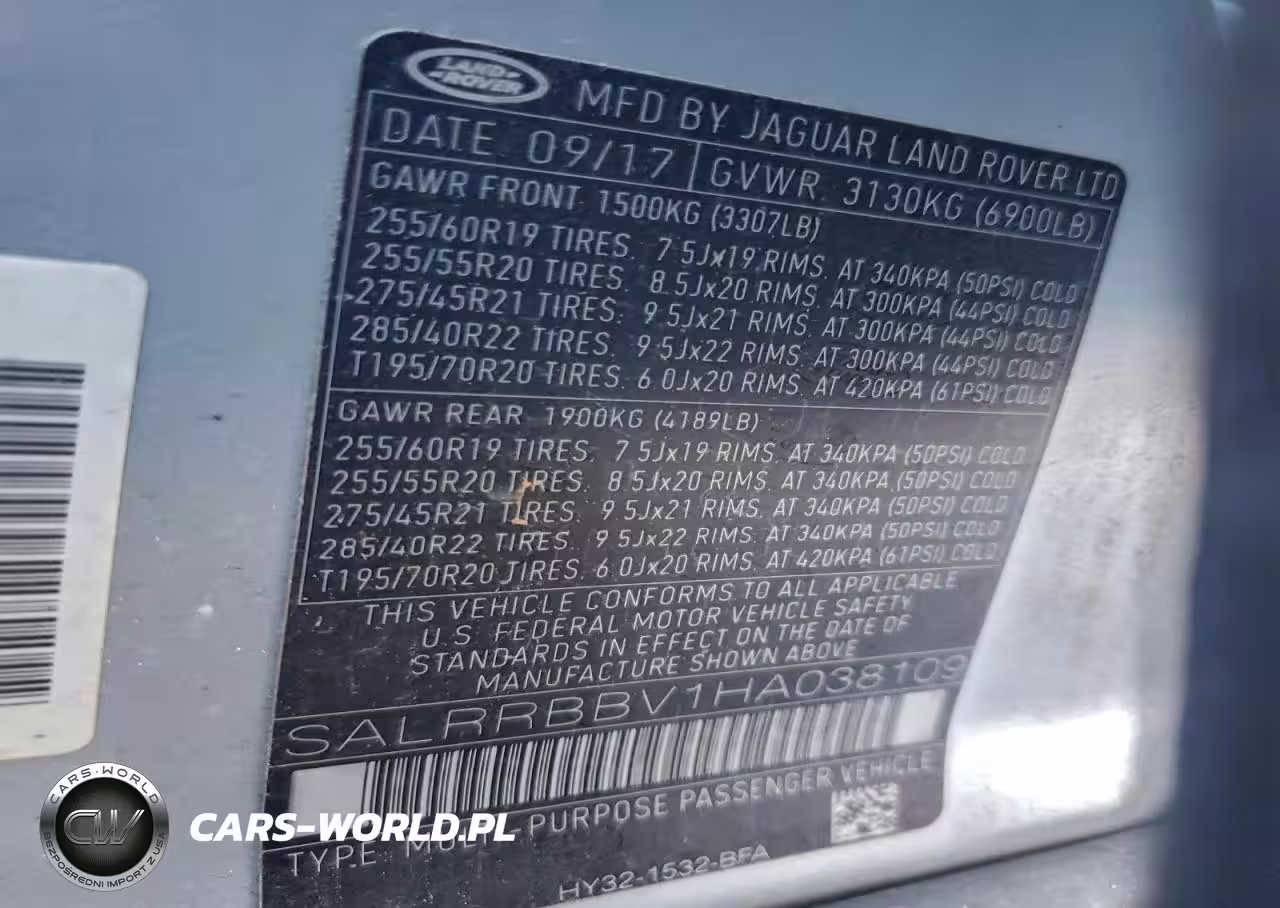 LAND ROVER
MFD BY JAGUAR LAND ROVER LTD
DATE 09/17 GVWR. 3130KG (6900LB)
GAWR FRONT 1500KG (3307LB)
255/60R19 TIRES. 7.5Jx19 RIMS. AT 340KPA (50PSI) COLD
255/55R20 TIRES. 8.5Jx20 RIMS. AT 300KPA (44PSI) COLD
275/45R21 TIRES. 9.5Jx21 RIMS. AT 300KPA (44PSI) COLD
285/40R22 TIRES. 9.5Jx22 RIMS. AT 300KPA (44PSI) COLD
T195/70R20 TIRES. 6.0Jx20 RIMS. AT 420KPA (61PSI) COLD
GAWR REAR 1900KG (4189LB)
255/60R19 TIRES. 7.5Jx19 RIMS. AT 340KPA (50PSI) COLD
255/55R20 TIRES. 8.5Jx20 RIMS. AT 340KPA (50PSI) COLD
275/45R21 TIRES. 9.5Jx21 RIMS. AT 340KPA (50PSI) COLD
285/40R22 TIRES. 9.5Jx22 RIMS. AT 340KPA (50PSI) COLD
T195/70R20 TIRES. 6.0Jx20 RIMS. AT 420KPA (61PSI) COLD
THIS VEHICLE CONFORMS TO ALL APPLICABLE
U.S. FEDERAL MOTOR VEHICLE SAFETY
STANDARDS IN EFFECT ON THE DATE OF
MANUFACTURE SHOWN ABOVE
SALRRBBV1HA038109
TYPE: MULTI PURPOSE PASSENGER VEHICLE
HY32-1532-BFA
CARS-WORLD
CW
BEZPOŚREDNI IMPORT Z USA
CARS-WORLD.PL